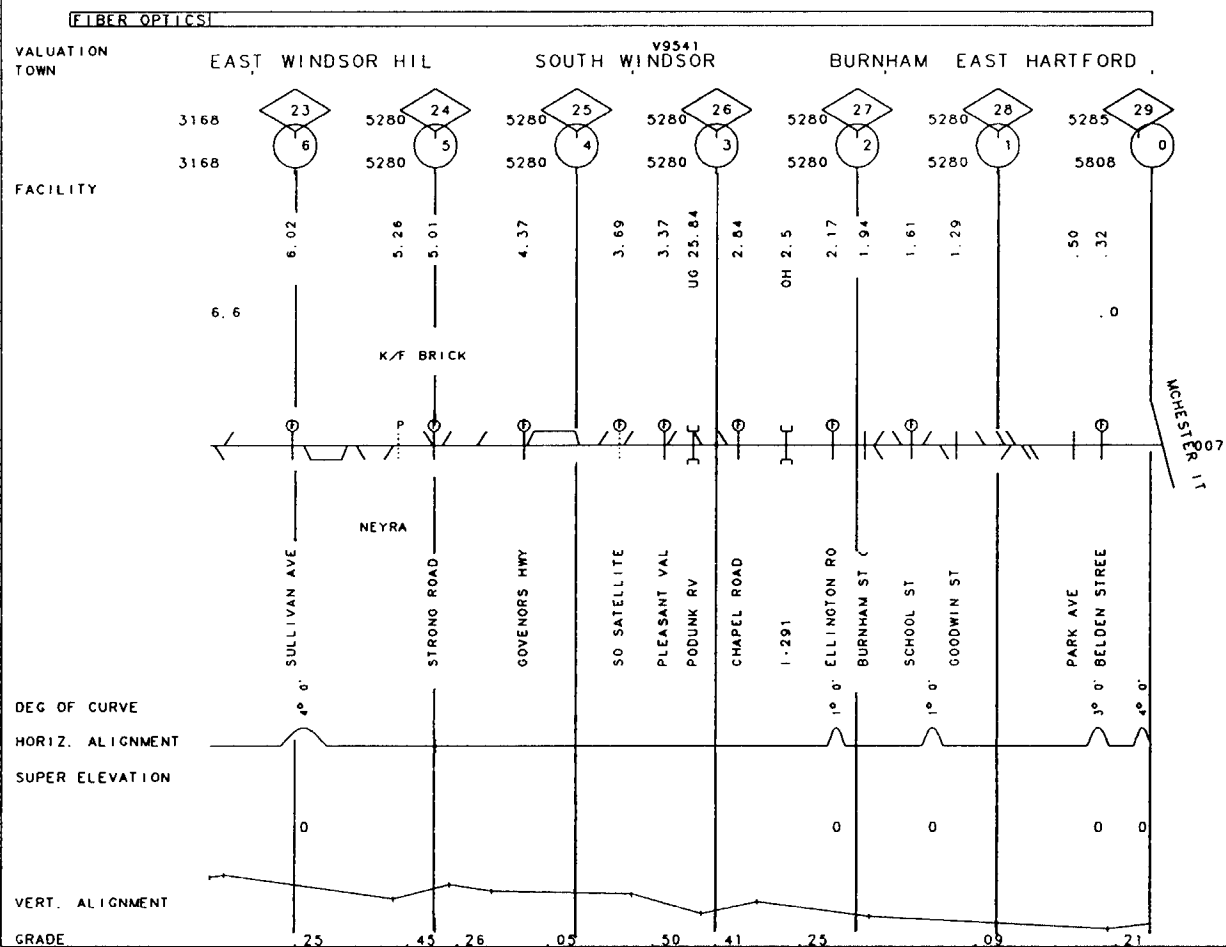 FIBER OPTICS
VALUATION V9541
TOWN EAST WINDSOR HIL SOUTH WINDSOR BURNHAM EAST HARTFORD
23 24 25 26 27 28 29
3168 5280 5280 5280 5280 5280 5285
6 5 4 3 2 1 0
3168 5280 5280 5280 5280 5280 5808
FACILITY
6.02 5.26 5.01 4.37 3.69 3.37 UG 25.84 2.84 OH 2.5 2.17 1.94 1.61 1.29 .50 .32
6.6 .0
K/F BRICK
MCHESTER IT
P P P P P P P P P P
907
NEYRA
SULLIVAN AVE
STRONG ROAD
GOVENORS HWY
SO SATELLITE
PLEASANT VAL
PODUNK RV
CHAPEL ROAD
I-291
ELLINGTON RO
BURNHAM ST (
SCHOOL ST
GOODWIN ST
PARK AVE
BELDEN STREE
DEG OF CURVE 4° 0' 1° 0' 1° 0' 3° 0' 4° 0'
HORIZ. ALIGNMENT
SUPER ELEVATION
0 0 0 0 0
VERT. ALIGNMENT
GRADE .25 .45 .26 .05 .50 .41 .25 .09 .21